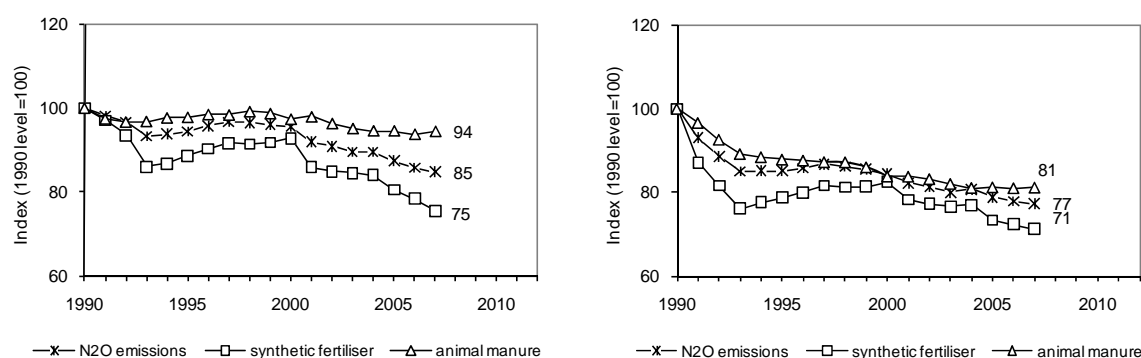 Index (1990 level=100)
120
100
80
60
94
85
75
1990 1995 2000 2005 2010
N2O emissions synthetic fertiliser animal manure
Index (1990 level=100)
120
100
80
60
81
77
71
1990 1995 2000 2005 2010
N2O emissions synthetic fertiliser animal manure